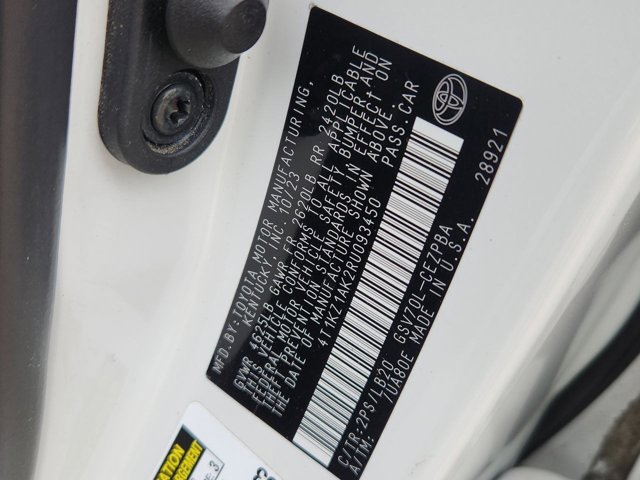 MFD.BY:TOYOTA MOTOR MANUFACTURING,
KENTUCKY, INC. 10/23
GVWR 4625LB GAWR FR 2620LB RR 2420LB
THIS VEHICLE CONFORMS TO ALL APPLICABLE
FEDERAL MOTOR VEHICLE SAFETY, BUMPER, AND
THEFT PREVENTION STANDARDS IN EFFECT ON
THE DATE OF MANUFACTURE SHOWN ABOVE.
4T1KZ1AK2RU093450 PASS.CAR
C/TR:2PS/LB20 GSV70L-CEZPBA
A/TM: 7UA80E MADE IN U.S.A. 28921